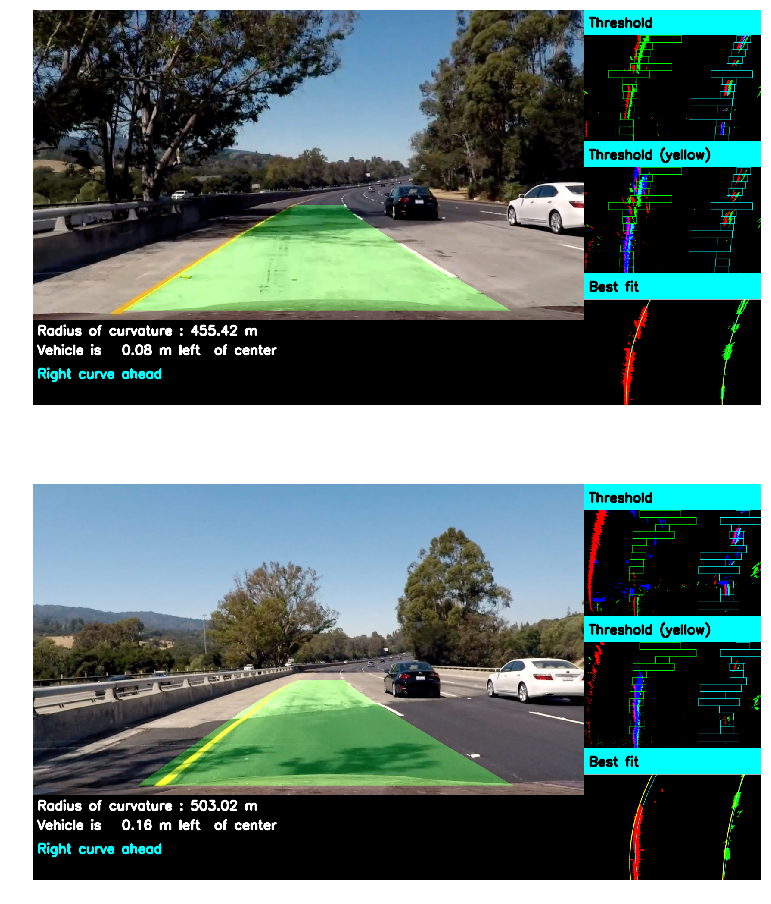 Threshold
Threshold (yellow)
Best fit
Radius of curvature : 455.42 m
Vehicle is 0.08 m left of center
Right curve ahead
Threshold
Threshold (yellow)
Best fit
Radius of curvature : 503.02 m
Vehicle is 0.16 m left of center
Right curve ahead